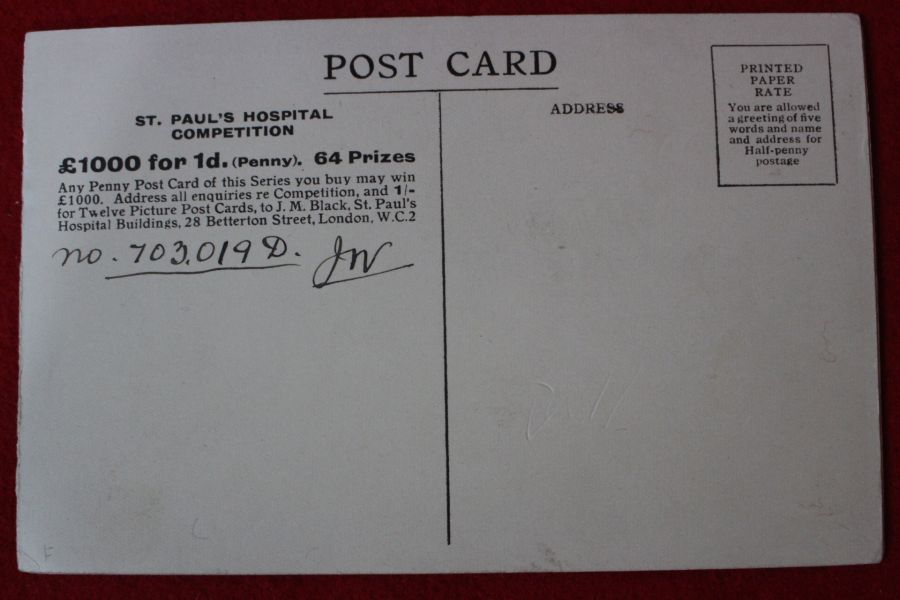 POST CARD
ST. PAUL'S HOSPITAL
COMPETITION
£1000 for 1d. (Penny). 64 Prizes
Any Penny Post Card of this Series you buy may win
£1000. Address all enquiries re Competition, and 1/-
for Twelve Picture Post Cards, to J. M. Black, St. Paul's
Hospital Buildings, 28 Betterton Street, London, W.C.2
no. 703,019 D. JW
ADDRESS
PRINTED
PAPER
RATE
You are allowed
a greeting of five
words and name
and address for
Half-penny
postage